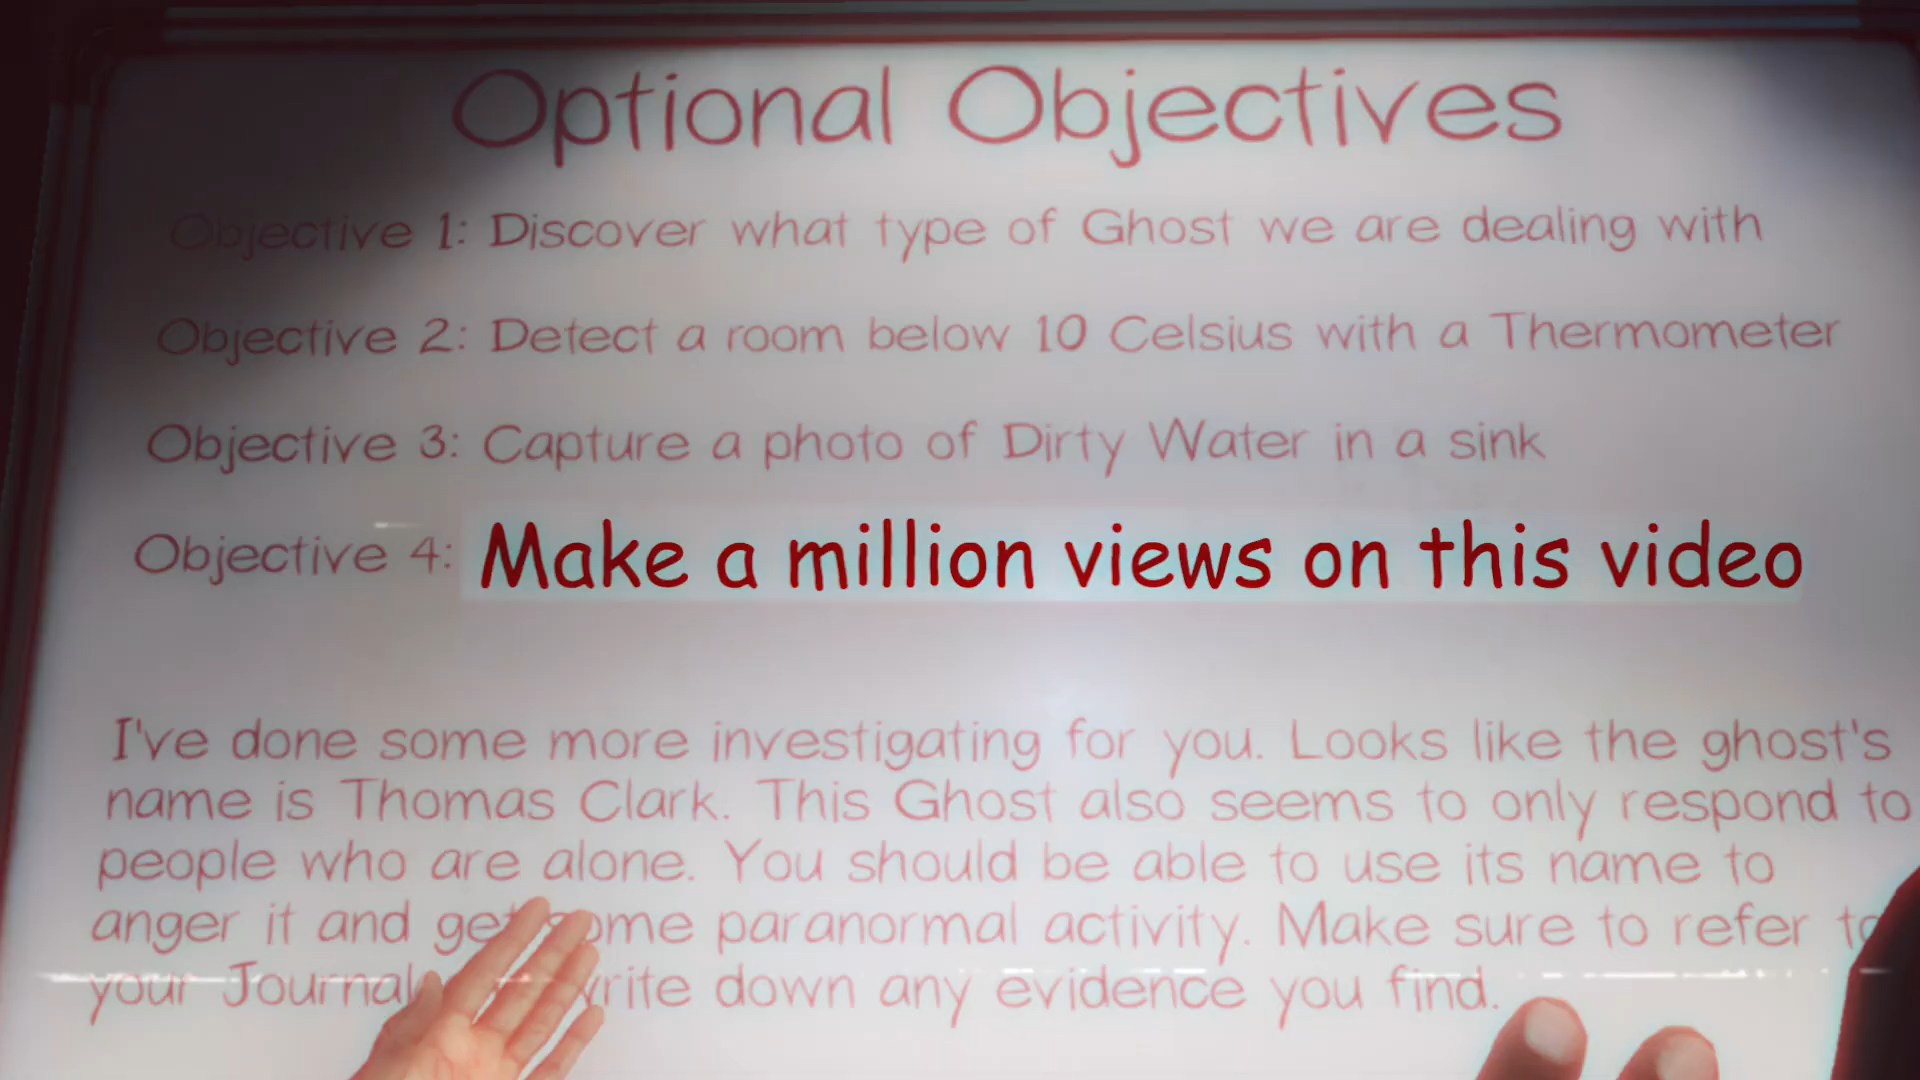 Optional Objectives
Objective 1: Discover what type of Ghost we are dealing with
Objective 2: Detect a room below 10 Celsius with a Thermometer
Objective 3: Capture a photo of Dirty Water in a sink
Objective 4: Make a million views on this video
I've done some more investigating for you. Looks like the ghost's
name is Thomas Clark. This Ghost also seems to only respond to
people who are alone. You should be able to use its name to
anger it and get some paranormal activity. Make sure to refer to
your Journal write down any evidence you find.